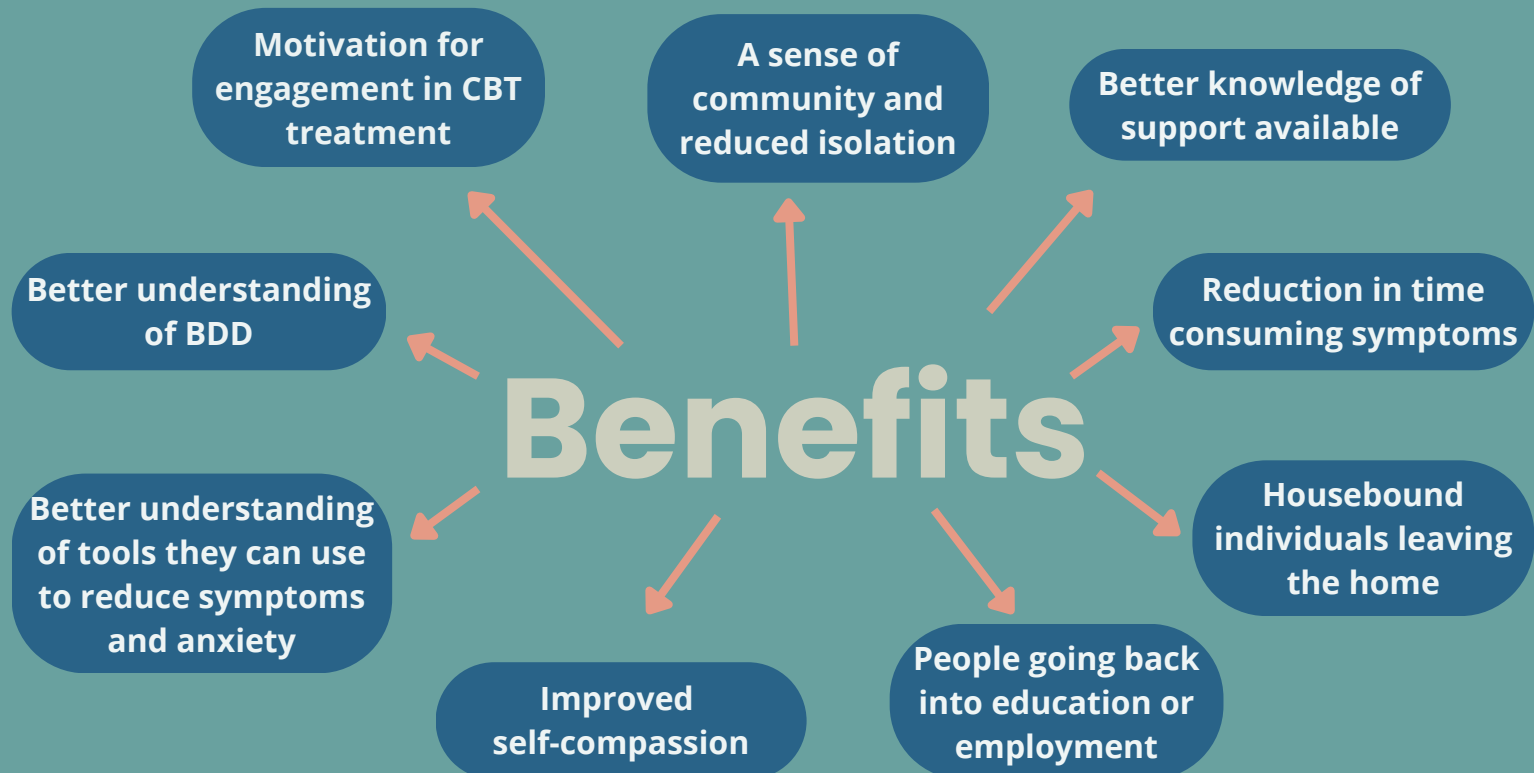 Motivation for
engagement in CBT
treatment
A sense of
community and
reduced isolation
Better knowledge of
support available
Better understanding
of BDD
Reduction in time
consuming symptoms
Benefits
Better understanding
of tools they can use
to reduce symptoms
and anxiety
Housebound
individuals leaving
the home
Improved
self-compassion
People going back
into education or
employment